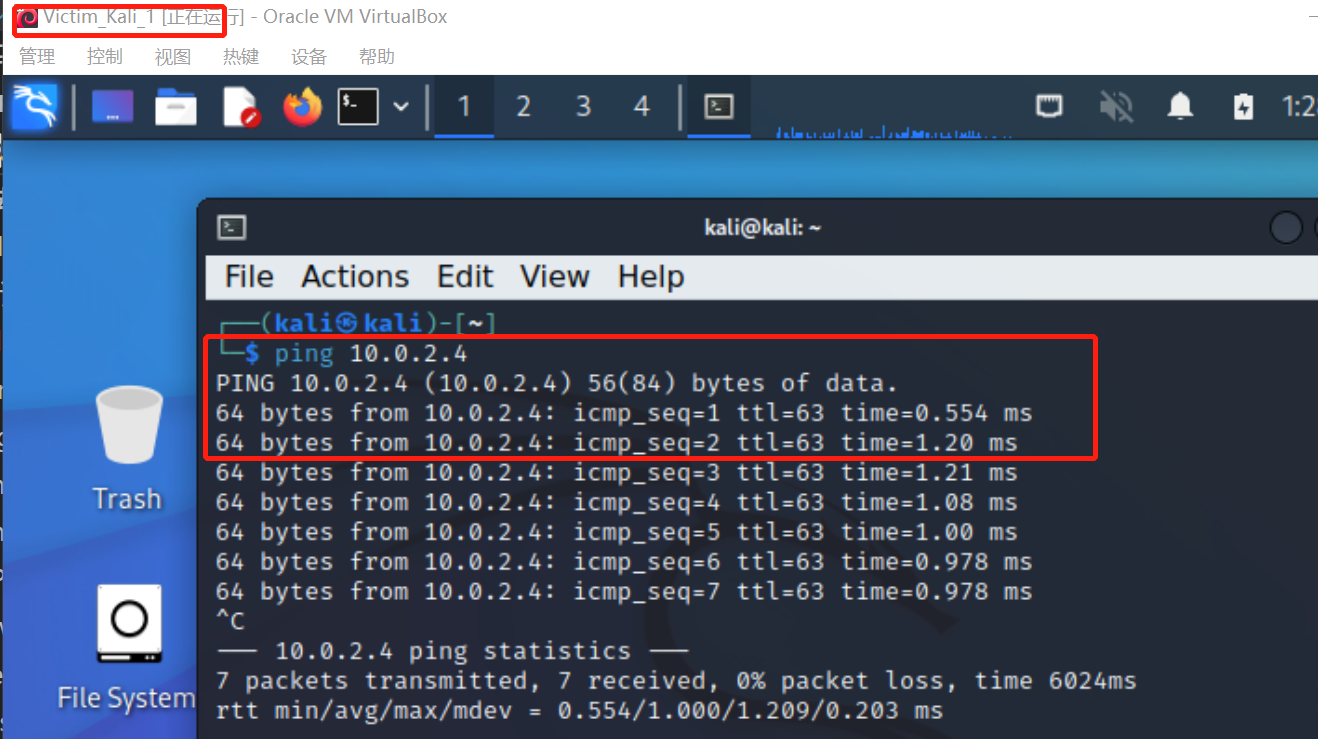 Victim_Kali_1 [正在运行] - Oracle VM VirtualBox
管理 控制 视图 热键 设备 帮助
$_ 1 2 3 4
kali@kali: ~
File Actions Edit View Help
┌──(kali㉿kali)-[~]
└─$ ping 10.0.2.4
PING 10.0.2.4 (10.0.2.4) 56(84) bytes of data.
64 bytes from 10.0.2.4: icmp_seq=1 ttl=63 time=0.554 ms
64 bytes from 10.0.2.4: icmp_seq=2 ttl=63 time=1.20 ms
64 bytes from 10.0.2.4: icmp_seq=3 ttl=63 time=1.21 ms
64 bytes from 10.0.2.4: icmp_seq=4 ttl=63 time=1.08 ms
64 bytes from 10.0.2.4: icmp_seq=5 ttl=63 time=1.00 ms
64 bytes from 10.0.2.4: icmp_seq=6 ttl=63 time=0.978 ms
64 bytes from 10.0.2.4: icmp_seq=7 ttl=63 time=0.978 ms
^C
— 10.0.2.4 ping statistics —
7 packets transmitted, 7 received, 0% packet loss, time 6024ms
rtt min/avg/max/mdev = 0.554/1.000/1.209/0.203 ms
Trash
File System